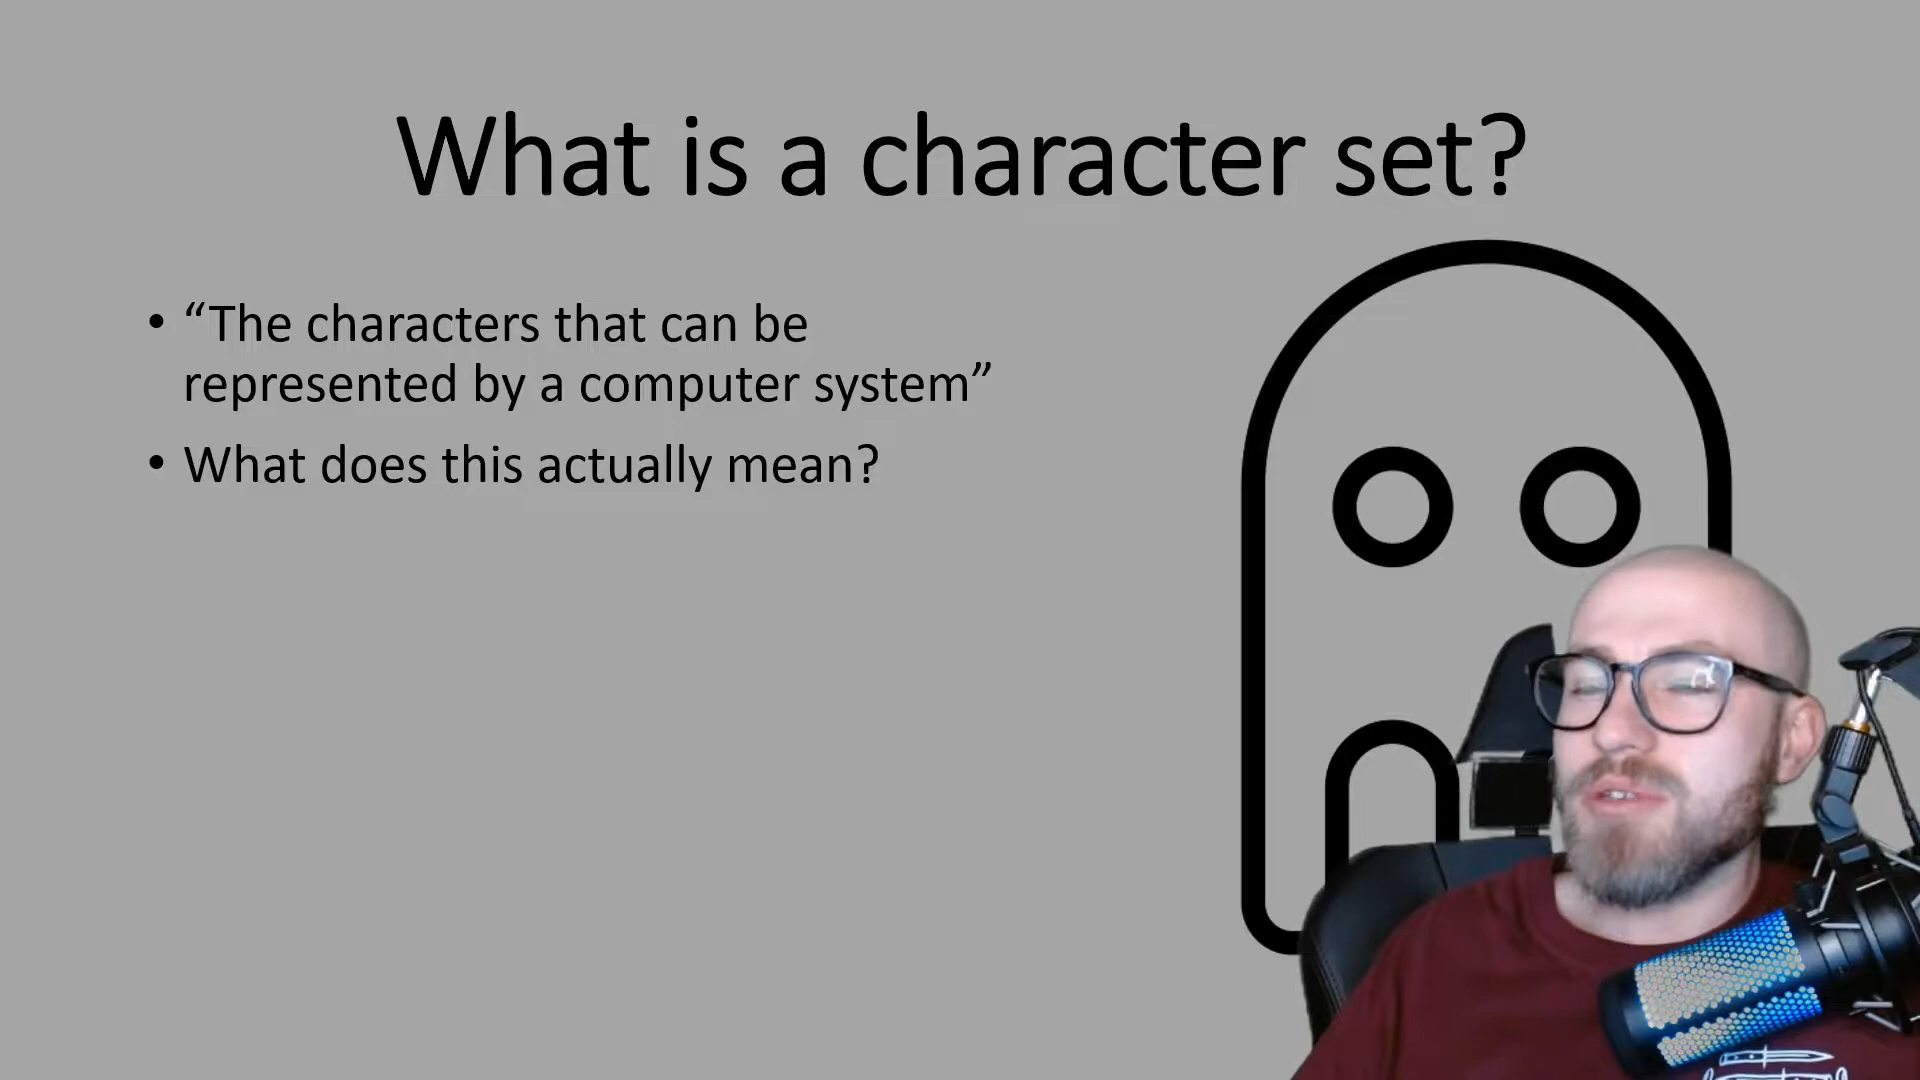 What is a character set?
• “The characters that can be
represented by a computer system”
• What does this actually mean?